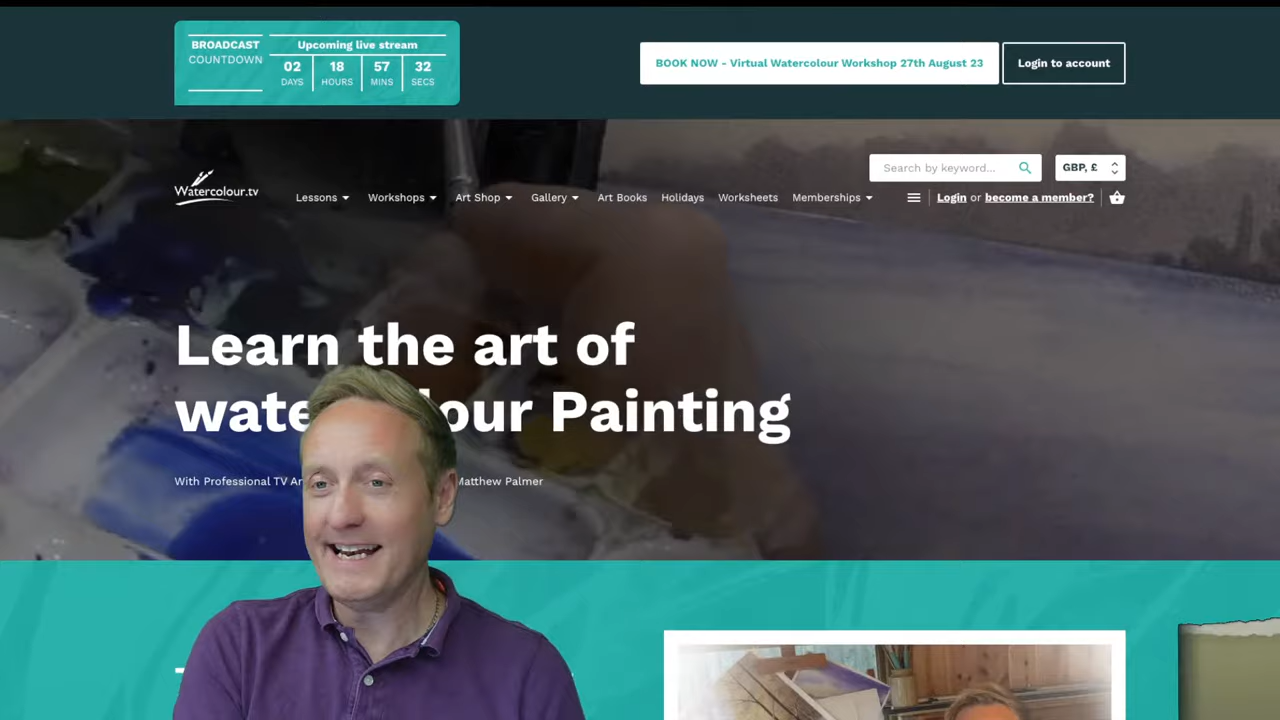 BROADCAST
COUNTDOWN
Upcoming live stream
02 18 57 32
DAYS HOURS MINS SECS
BOOK NOW - Virtual Watercolour Workshop 27th August 23
Login to account
Search by keyword...
GBP, £
Watercolour.tv
Lessons Workshops Art Shop Gallery Art Books Holidays Worksheets Memberships
Login or become a member?
Learn the art of
wate our Painting
With Professional TV Ar Matthew Palmer